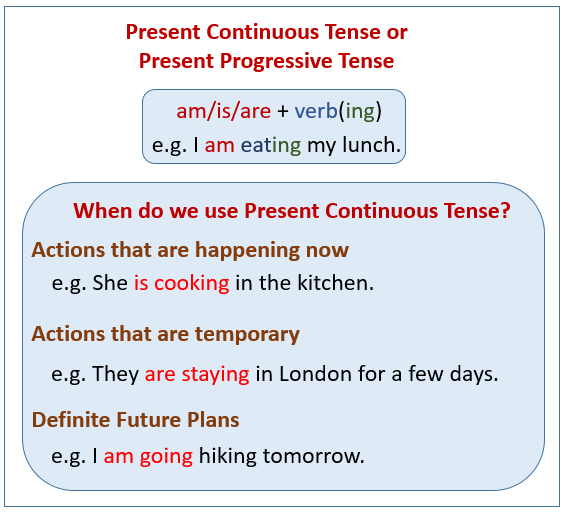 Present Continuous Tense or
Present Progressive Tense
am/is/are + verb(ing)
e.g. I am eating my lunch.
When do we use Present Continuous Tense?
Actions that are happening now
e.g. She is cooking in the kitchen.
Actions that are temporary
e.g. They are staying in London for a few days.
Definite Future Plans
e.g. I am going hiking tomorrow.